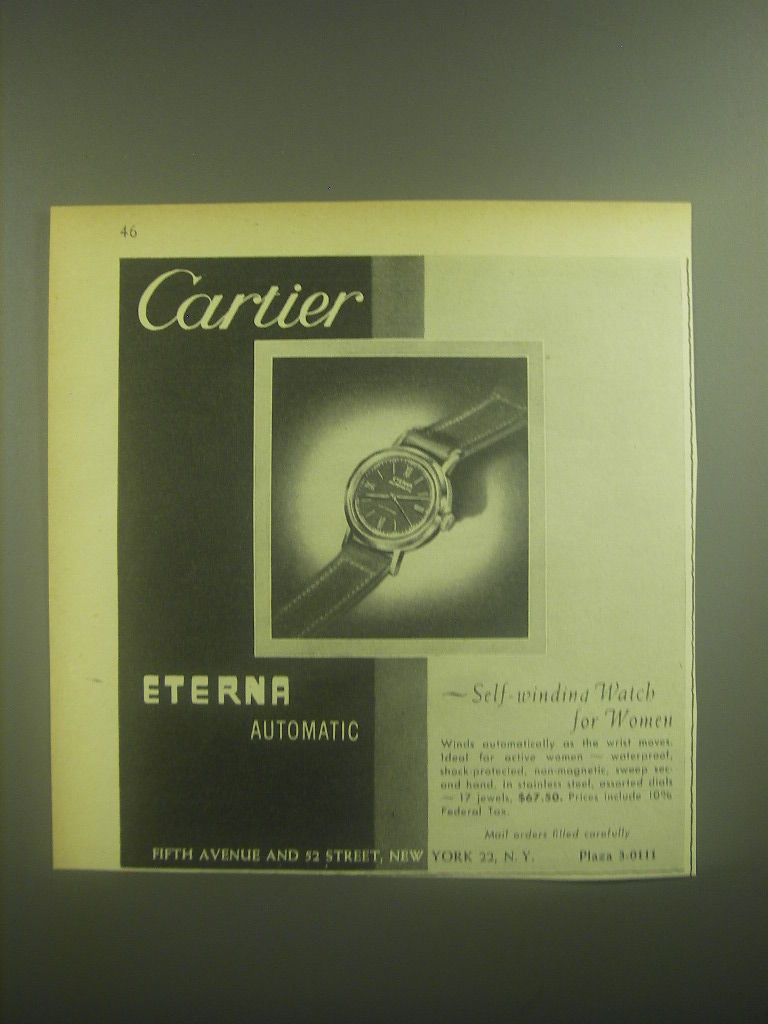 46
Cartier
ETERNA
AUTOMATIC
ETERNA
AUTOMATIC
~ Self-winding Watch
for Women
Winds automatically as the wrist moves.
Ideal for active women — waterproof,
shock-protected, non-magnetic, sweep sec-
ond hand. In stainless steel, assorted dials
— 17 jewels, $67.50. Prices include 10%
Federal Tax.
Mail orders filled carefully
FIFTH AVENUE AND 52 STREET, NEW YORK 22, N. Y. Plaza 3-0111